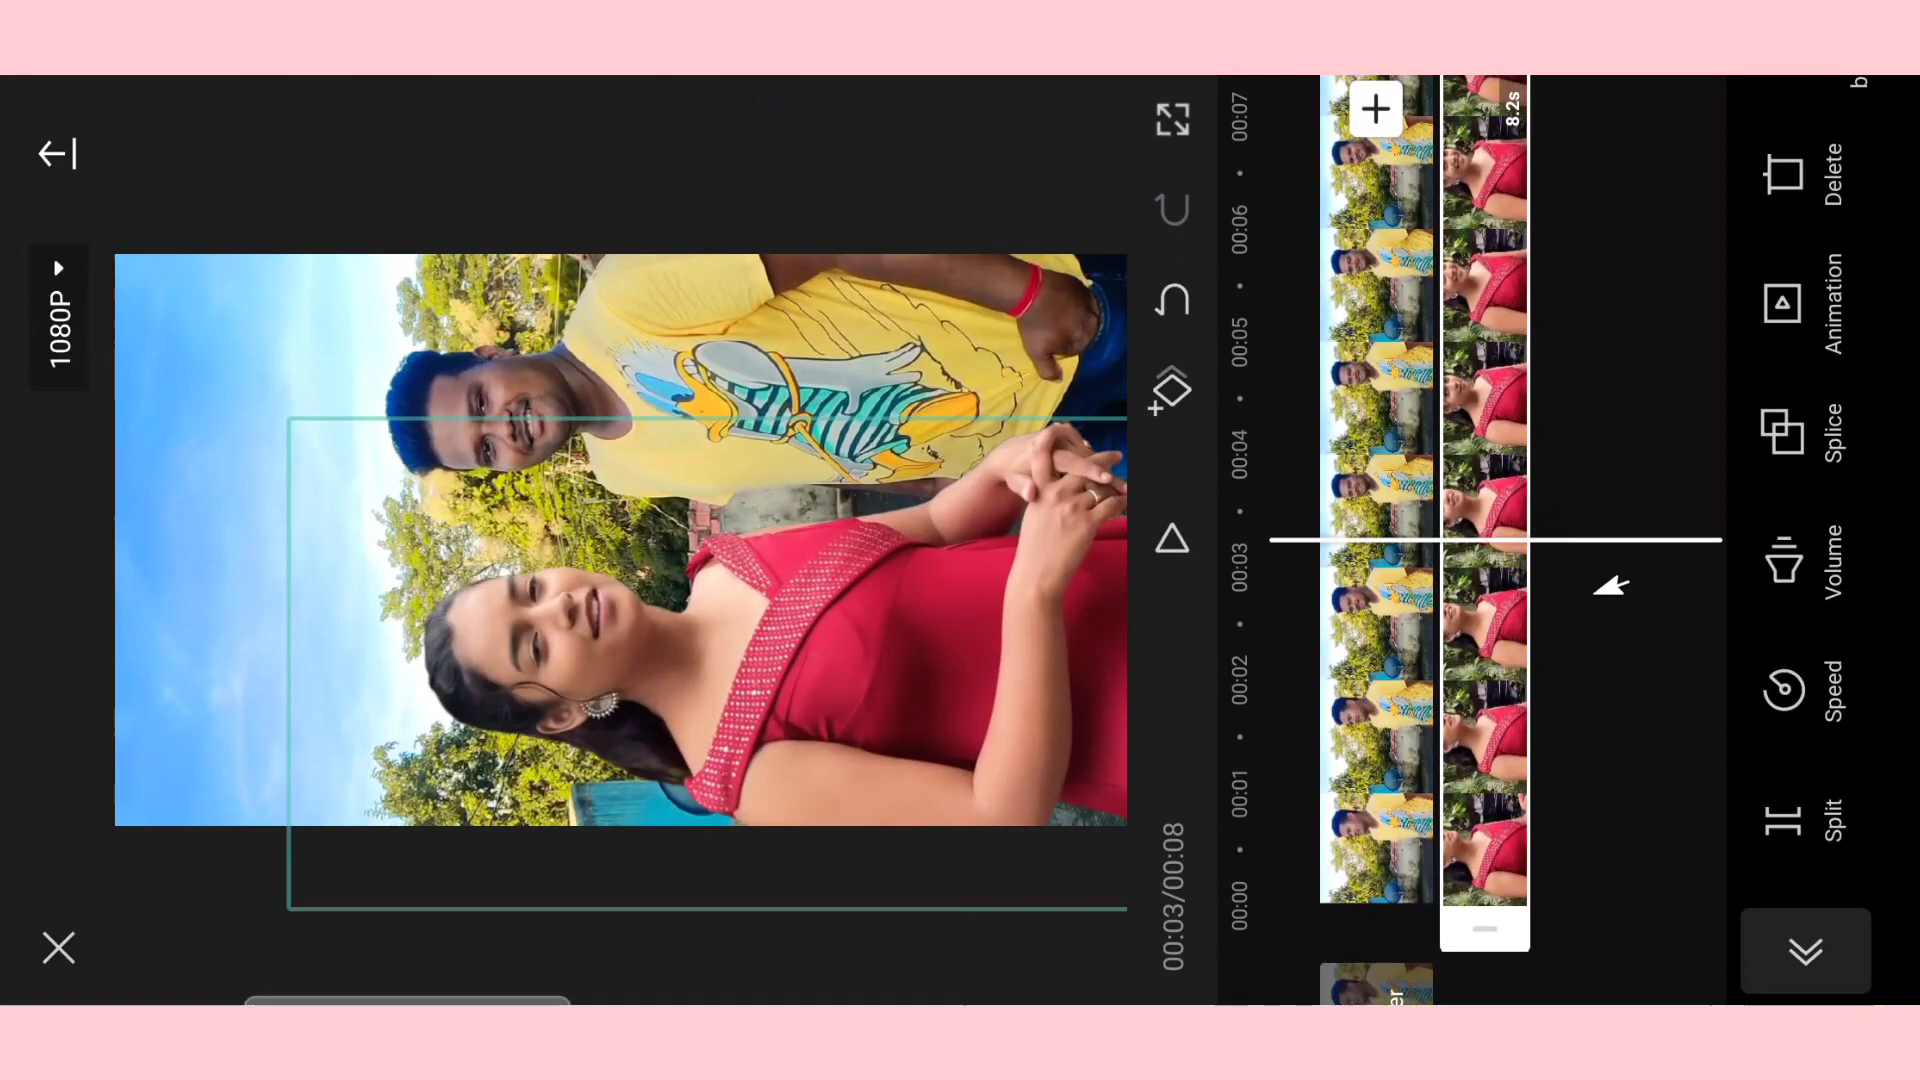 1080P
00:03/00:08
00:00
00:01
00:02
00:03
00:04
00:05
00:06
00:07
8.2s
er
Split
Speed
Volume
Splice
Animation
Delete
b